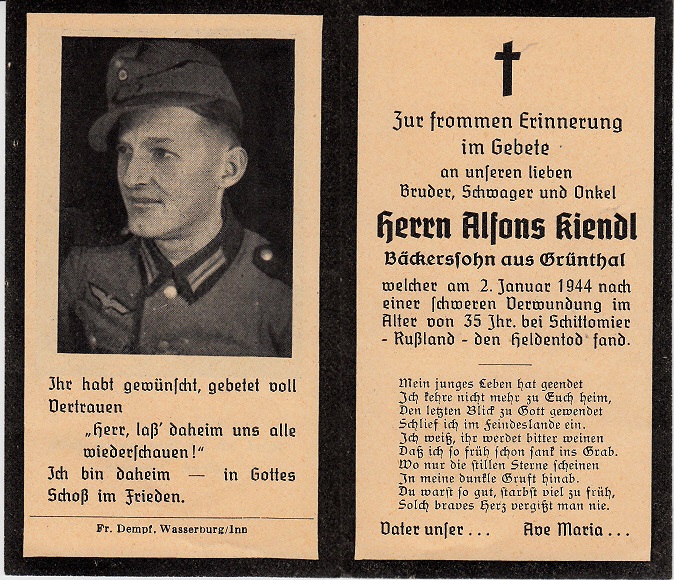 Ihr habt gewünscht, gebetet voll
Vertrauen
„Herr, laß' daheim uns alle
wiederschauen!“
Ich bin daheim — in Gottes
Schoß im Frieden.
Fr. Dempf, Wasserburg/Inn
Zur frommen Erinnerung
im Gebete
an unseren lieben
Bruder, Schwager und Onkel
Herrn Alfons Kiendl
Bäckerssohn aus Grünthal
welcher am 2. Januar 1944 nach
einer schweren Verwundung im
Alter von 35 Jhr. bei Schittomier
- Rußland - den Heldentod fand.
Mein junges Leben hat geendet
Ich kehre nicht mehr zu Euch heim,
Den letzten Blick zu Gott gewendet
Schlief ich im Feindeslande ein.
Ich weiß, ihr werdet bitter weinen
Daß ich so früh schon sank ins Grab.
Wo nur die stillen Sterne scheinen
In meine dunkle Gruft hinab.
Du warst so gut, starbst viel zu früh,
Solch braves Herz vergißt man nie.
Vater unser . . . Ave Maria . . .